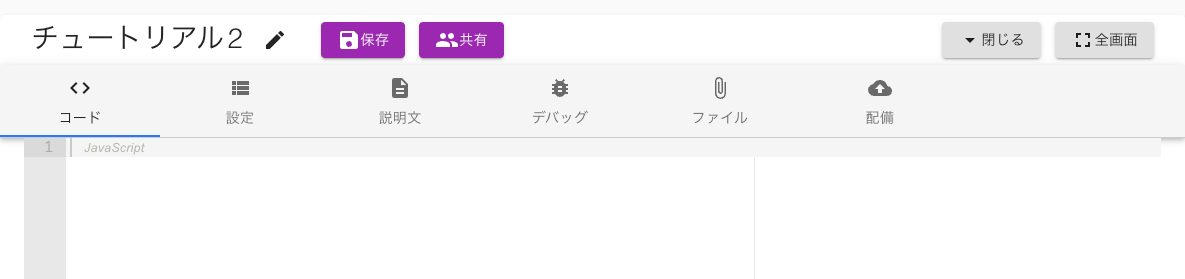 チュートリアル２ 保存 共有 閉じる 全画面
コード 設定 説明文 デバッグ ファイル 配備
1 JavaScript